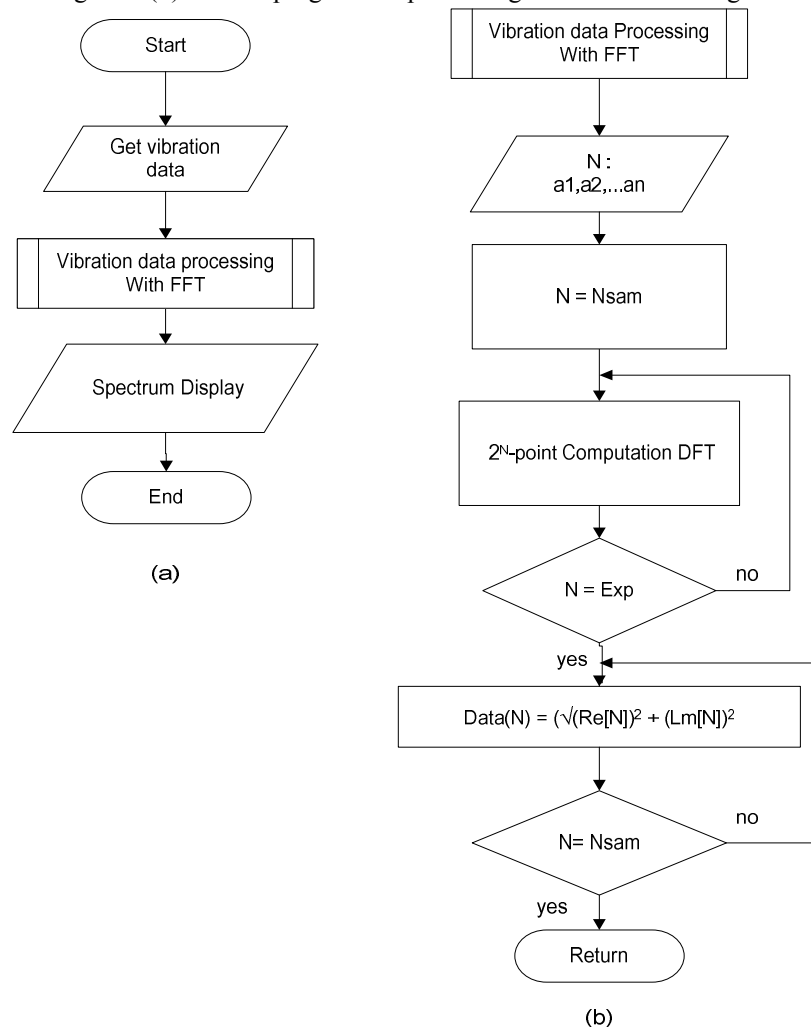 Start
Get vibration
data
Vibration data processing
With FFT
Spectrum Display
End
(a)
Vibration data Processing
With FFT
N :
a1,a2,...an
N = Nsam
2ᴺ-point Computation DFT
N = Exp
no
yes
Data(N) = (√(Re[N])² + (Lm[N])²
N= Nsam
no
yes
Return
(b)